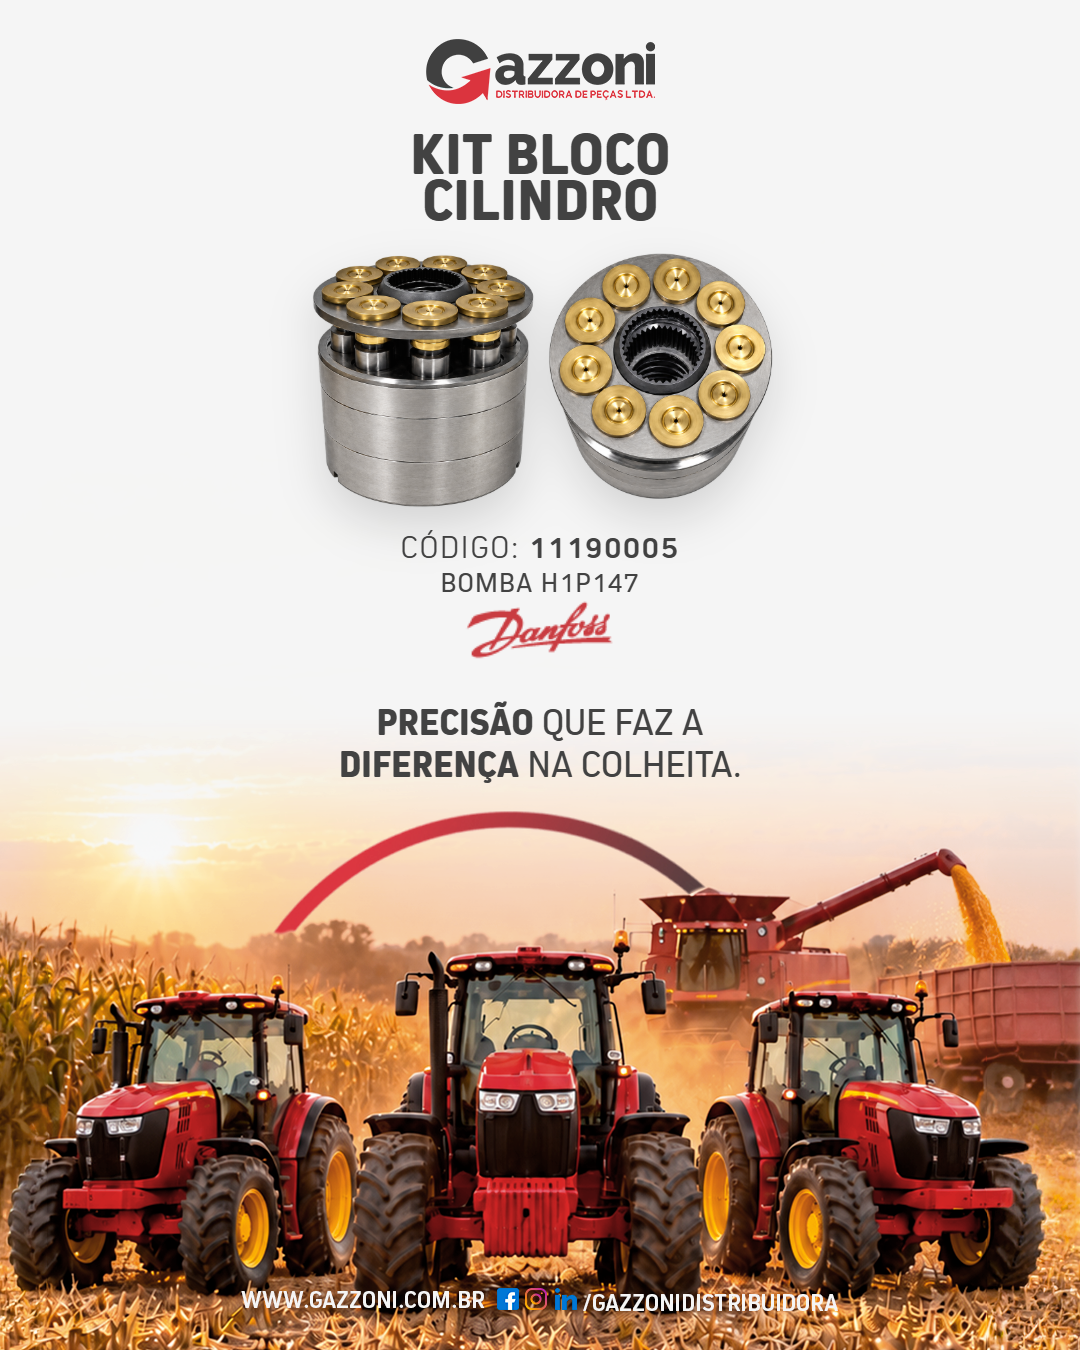 Gazzoni
DISTRIBUIDORA DE PEÇAS LTDA.
KIT BLOCO
CILINDRO
CÓDIGO: 11190005
BOMBA H1P147
Danfoss
PRECISÃO QUE FAZ A
DIFERENÇA NA COLHEITA.
WWW.GAZZONI.COM.BR /GAZZONIDISTRIBUIDORA